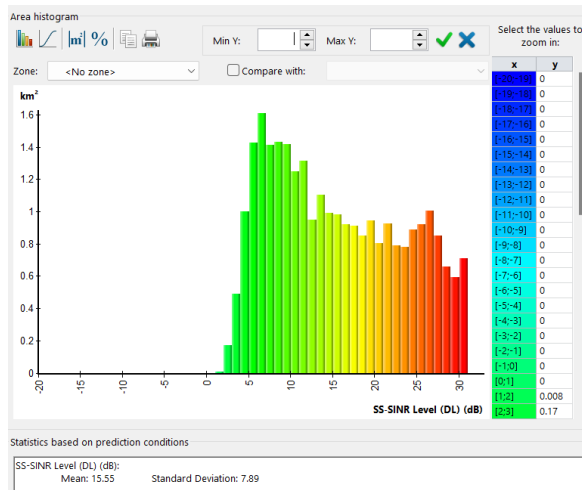 Area histogram
|m²| %
Min Y:
Max Y:
Select the values to
zoom in:
Zone:
<No zone>
Compare with:
x y
[-19;-18] 0
[-18;-17] 0
[-17;-16] 0
[-16;-15] 0
[-15;-14] 0
[-14;-13] 0
[-13;-12] 0
[-12;-11] 0
[-11;-10] 0
[-10;-9] 0
[-9;-8] 0
[-8;-7] 0
[-7;-6] 0
[-6;-5] 0
[-5;-4] 0
[-4;-3] 0
[-3;-2] 0
[-2;-1] 0
[-1;0] 0
[0;1] 0
[1;2] 0.008
[2;3] 0.17
km²
1.6
1.4
1.2
1
0.8
0.6
0.4
0.2
0
-20 -15 -10 -5 0 5 10 15 20 25 30
SS-SINR Level (DL) (dB)
Statistics based on prediction conditions
SS-SINR Level (DL) (dB):
Mean: 15.55 Standard Deviation: 7.89